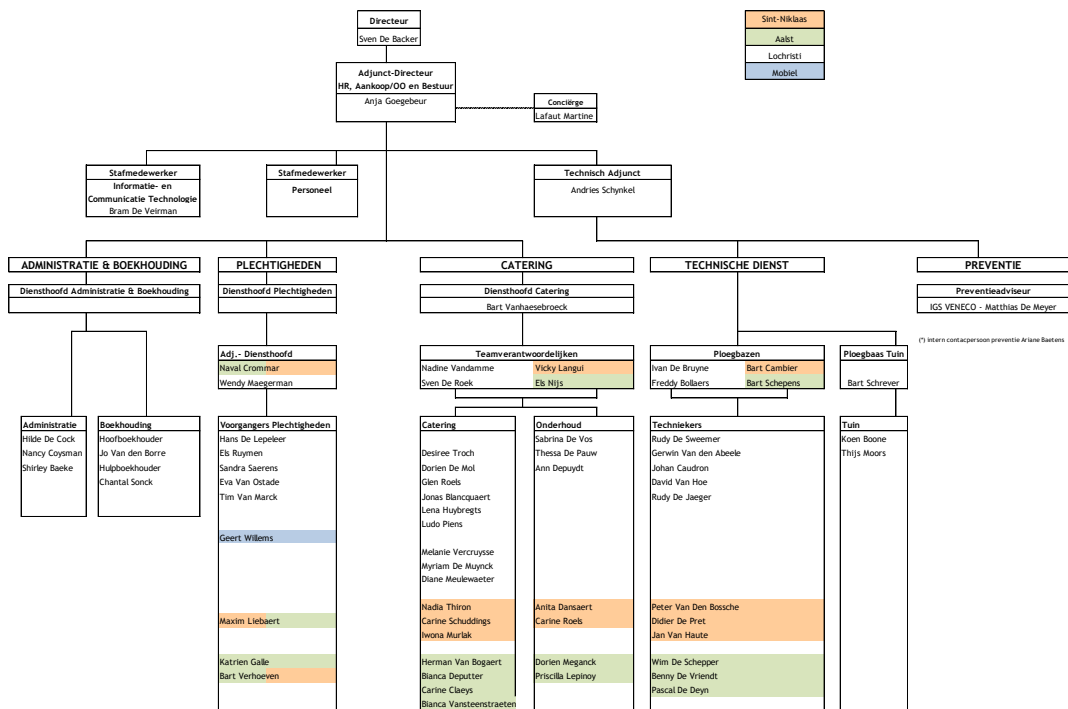 Directeur
Sven De Backer
Sint-Niklaas
Aalst
Lochristi
Mobiel
Adjunct-Directeur
HR, Aankoop/OO en Bestuur
Anja Goegebeur
Conciërge
Lafaut Martine
Stafmedewerker
Informatie- en
Communicatie Technologie
Bram De Veirman
Stafmedewerker
Personeel
Technisch Adjunct
Andries Schynkel
ADMINISTRATIE & BOEKHOUDING
PLECHTIGHEDEN
CATERING
TECHNISCHE DIENST
PREVENTIE
Diensthoofd Administratie & Boekhouding
Diensthoofd Plechtigheden
Diensthoofd Catering
Bart Vanhaesebroeck
Preventieadviseur
IGS VENECO - Matthias De Meyer
(*) intern contacpersoon preventie Ariane Baetens
Adj.- Diensthoofd
Naval Crommar
Wendy Maegerman
Teamverantwoordelijken
Nadine Vandamme
Vicky Langui
Sven De Roek
Els Nijs
Ploegbazen
Ivan De Bruyne
Bart Cambier
Freddy Bollaers
Bart Schepens
Ploegbaas Tuin
Bart Schrever
Administratie
Hilde De Cock
Nancy Coysman
Shirley Baeke
Boekhouding
Hoofboekhouder
Jo Van den Borre
Hulpboekhouder
Chantal Sonck
Voorgangers Plechtigheden
Hans De Lepeleer
Els Ruymen
Sandra Saerens
Eva Van Ostade
Tim Van Marck
Geert Willems
Maxim Liebaert
Katrien Galle
Bart Verhoeven
Catering
Desiree Troch
Dorien De Mol
Glen Roels
Jonas Blancquaert
Lena Huybregts
Ludo Piens
Melanie Vercruysse
Myriam De Muynck
Diane Meulewaeter
Nadia Thiron
Carine Schuddings
Iwona Murlak
Herman Van Bogaert
Bianca Deputter
Carine Claeys
Bianca Vansteenstraeten
Onderhoud
Sabrina De Vos
Thessa De Pauw
Ann Depuydt
Anita Dansaert
Carine Roels
Dorien Meganck
Priscilla Lepinoy
Techniekers
Rudy De Sweemer
Gerwin Van den Abeele
Johan Caudron
David Van Hoe
Rudy De Jaeger
Peter Van Den Bossche
Didier De Pret
Jan Van Haute
Wim De Schepper
Benny De Vriendt
Pascal De Deyn
Tuin
Koen Boone
Thijs Moors